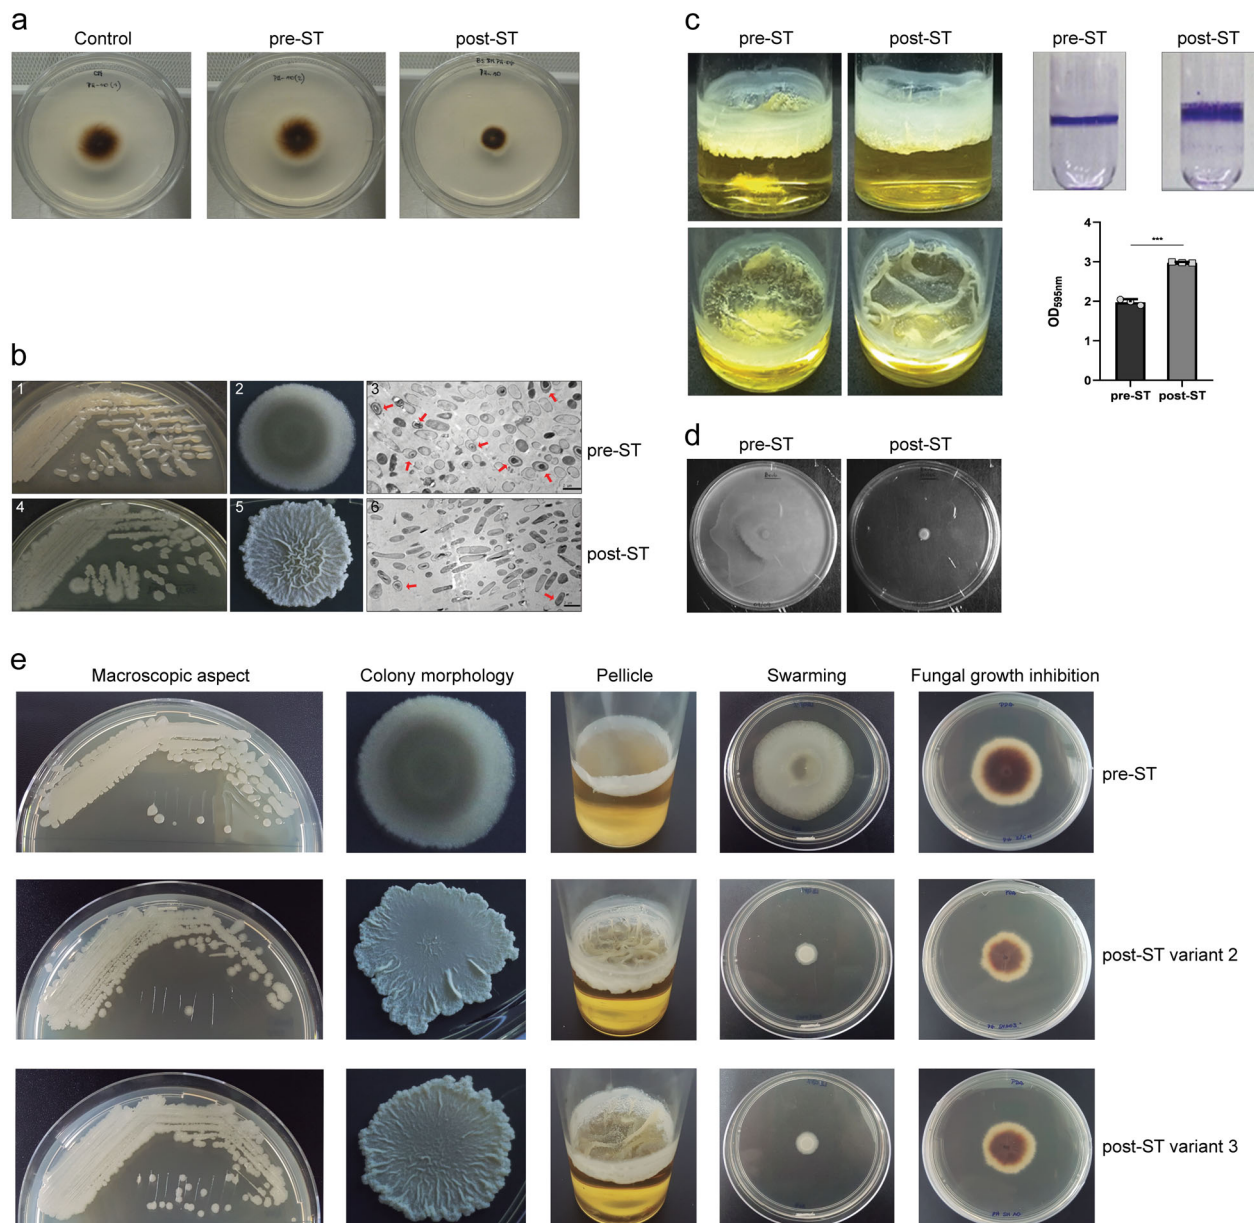 a
Control
pre-ST
post-ST
b
1
2
3
pre-ST
4
5
6
post-ST
c
pre-ST
post-ST
pre-ST
post-ST
4
3
2
1
0
OD595nm
***
pre-ST
post-ST
d
pre-ST
post-ST
e
Macroscopic aspect
Colony morphology
Pellicle
Swarming
Fungal growth inhibition
pre-ST
post-ST variant 2
post-ST variant 3